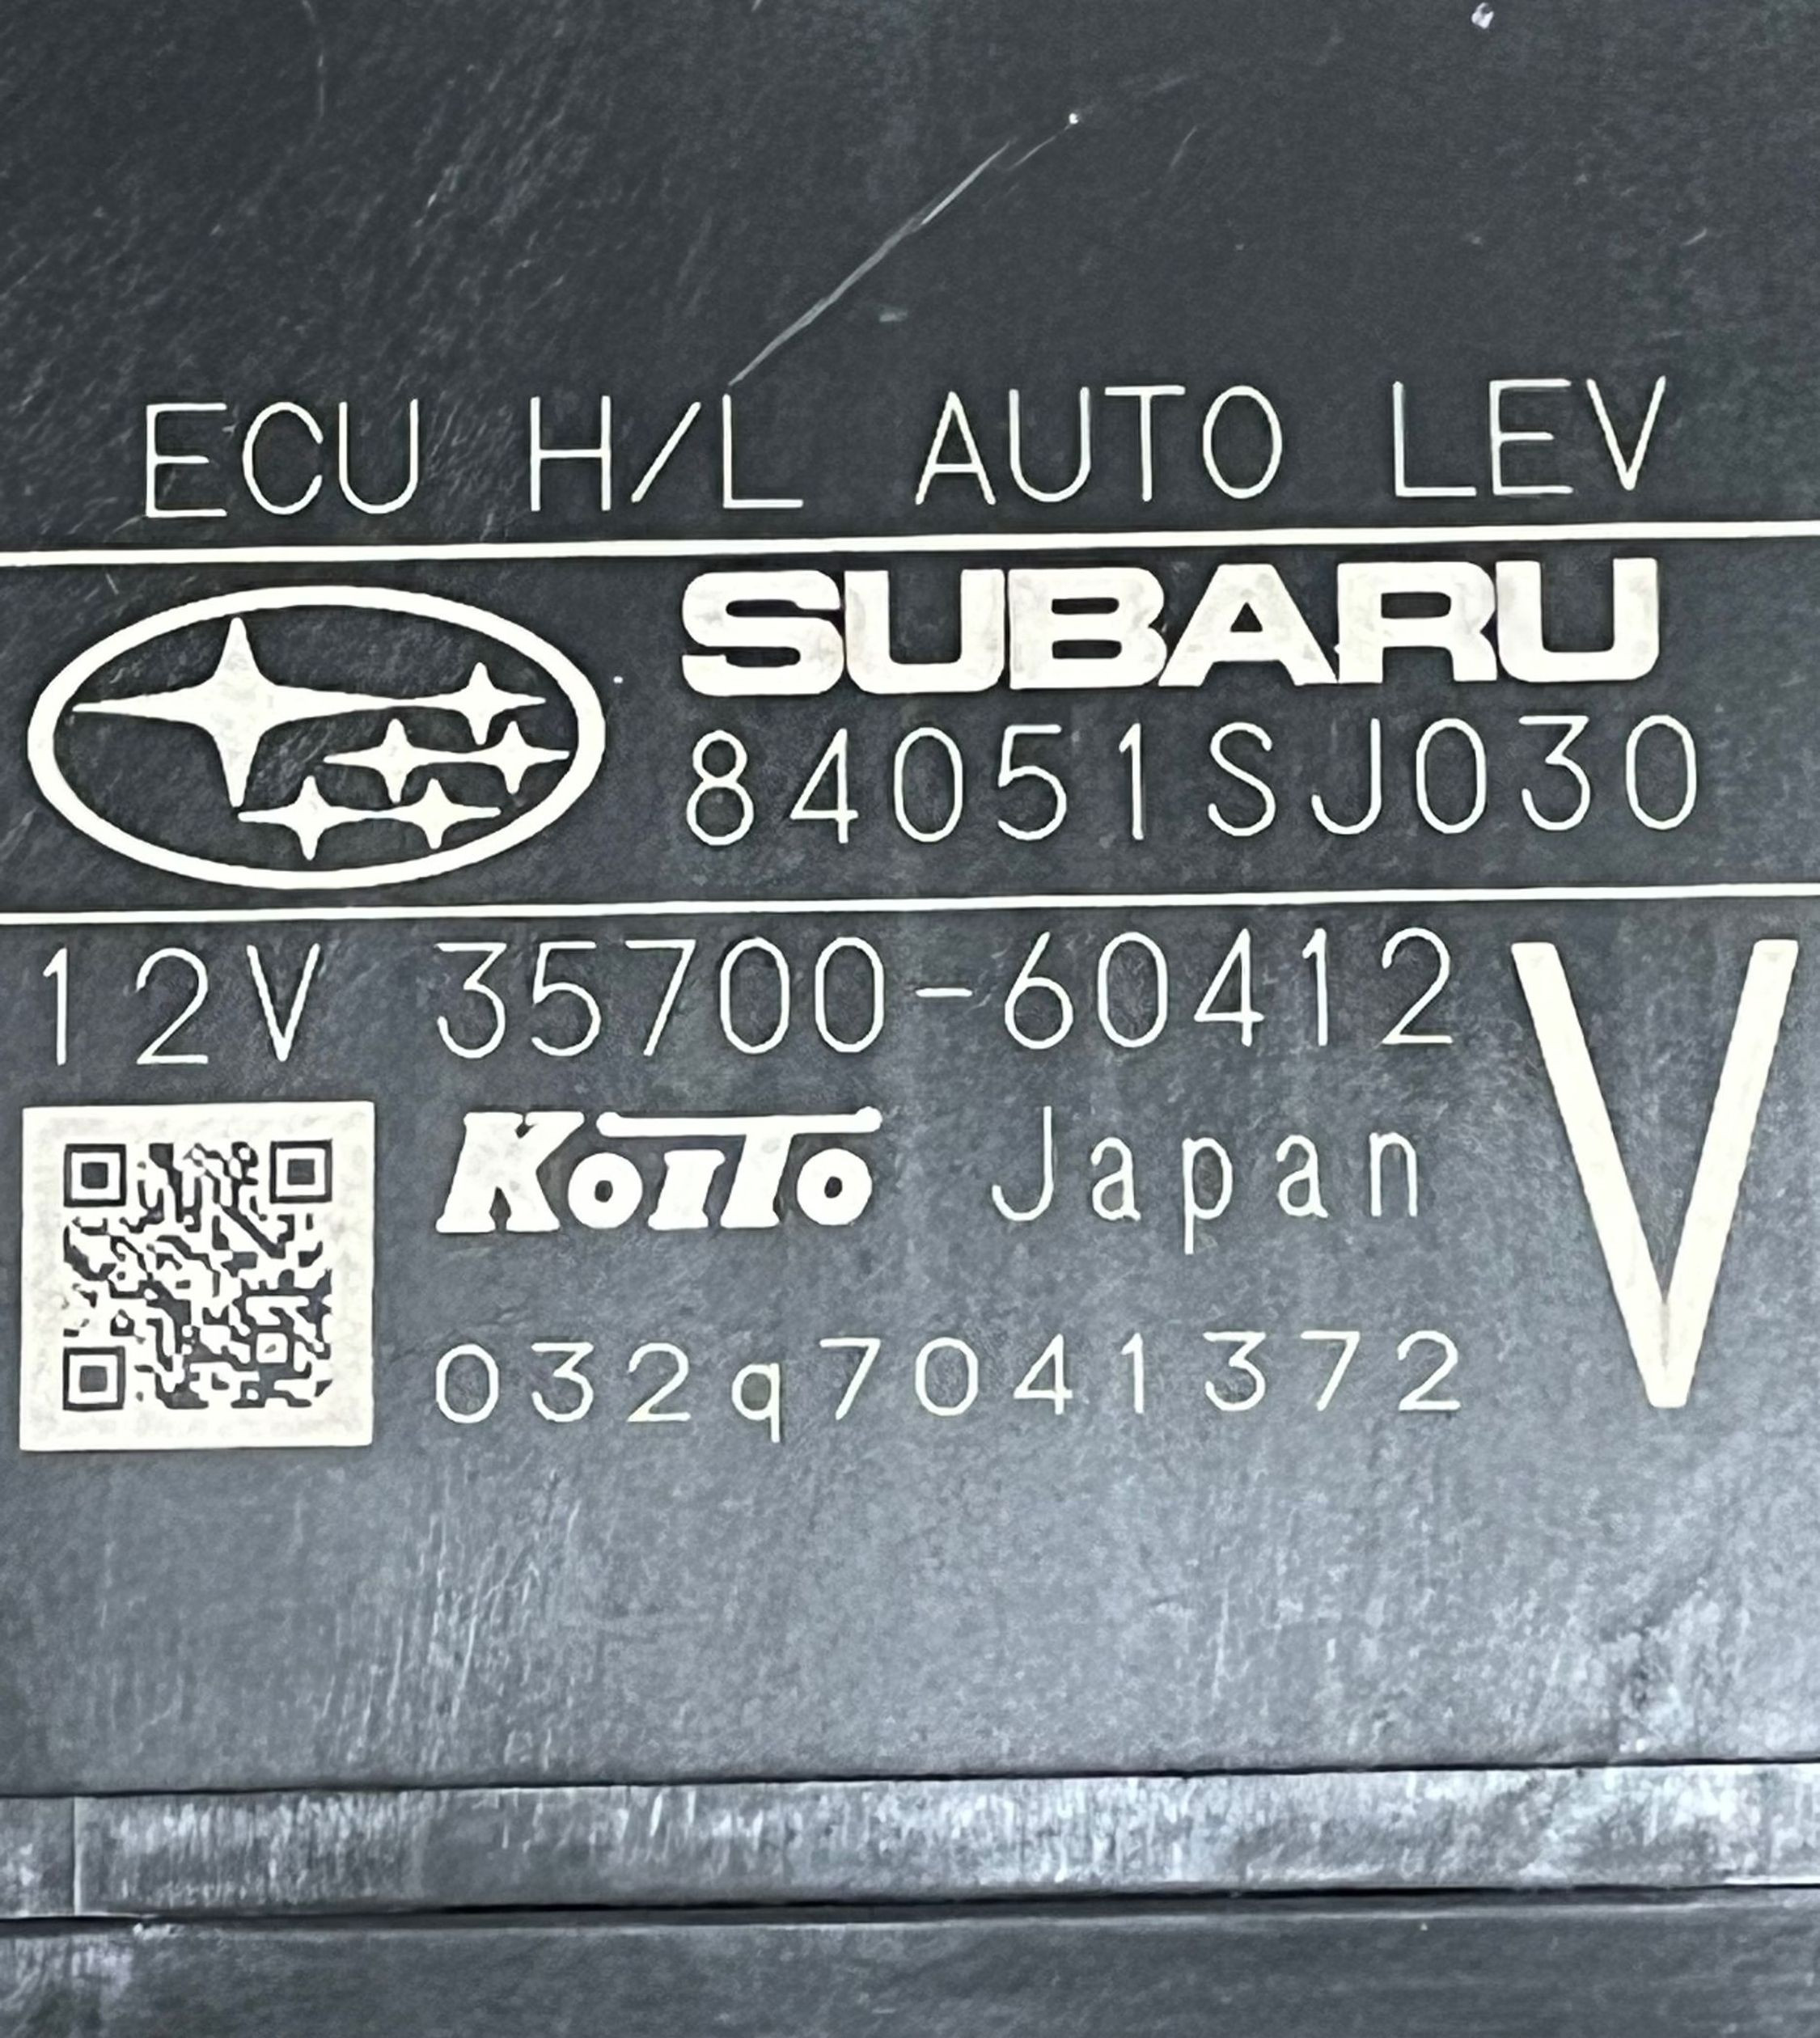 ECU H/L AUTO LEV
SUBARU
84051SJ030
12V 35700-60412
V
KOITO Japan
032q7041372